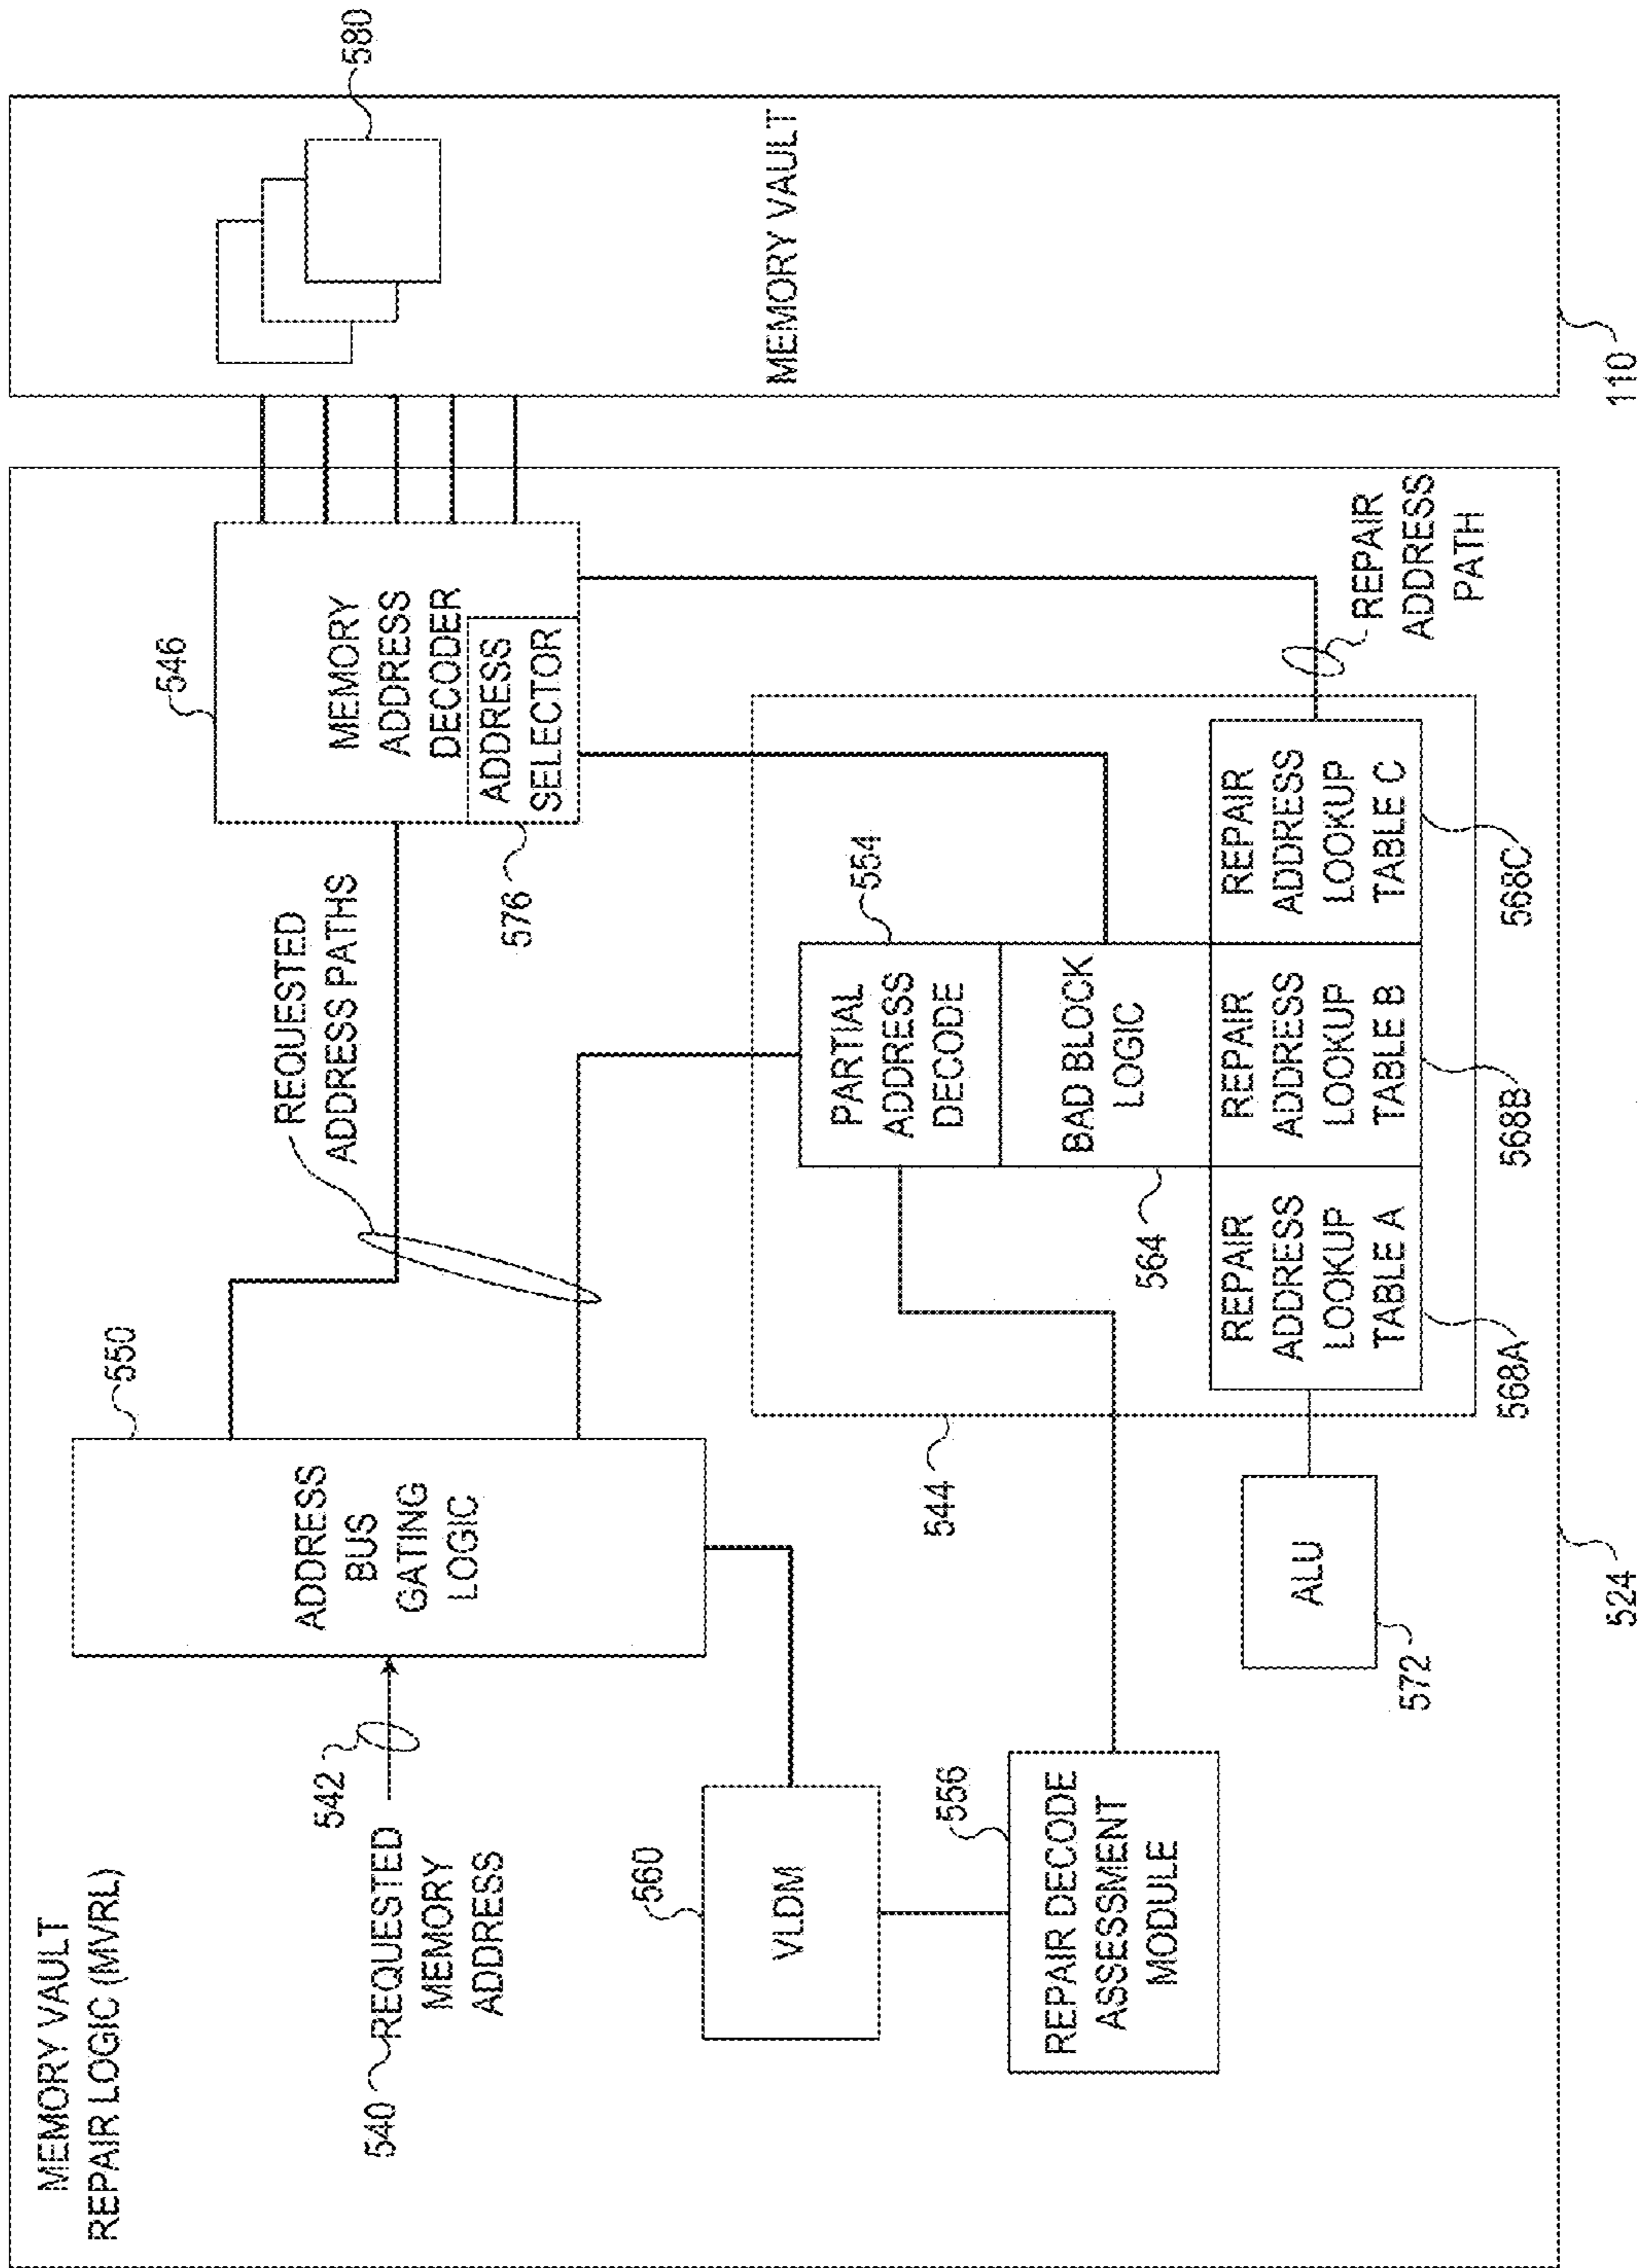 MEMORY VAULT
REPAIR LOGIC (MVRL)
540
REQUESTED
MEMORY
ADDRESS
542
550
ADDRESS
BUS
GATING
LOGIC
REQUESTED
ADDRESS PATHS
546
MEMORY
ADDRESS
DECODER
ADDRESS
SELECTOR
576
580
MEMORY VAULT
110
560
VLDM
556
REPAIR DECODE
ASSESSMENT
MODULE
544
554
PARTIAL
ADDRESS
DECODE
BAD BLOCK
LOGIC
564
REPAIR
ADDRESS
LOOKUP
TABLE A
568A
REPAIR
ADDRESS
LOOKUP
TABLE B
568B
REPAIR
ADDRESS
LOOKUP
TABLE C
568C
REPAIR
ADDRESS
PATH
ALU
572
524